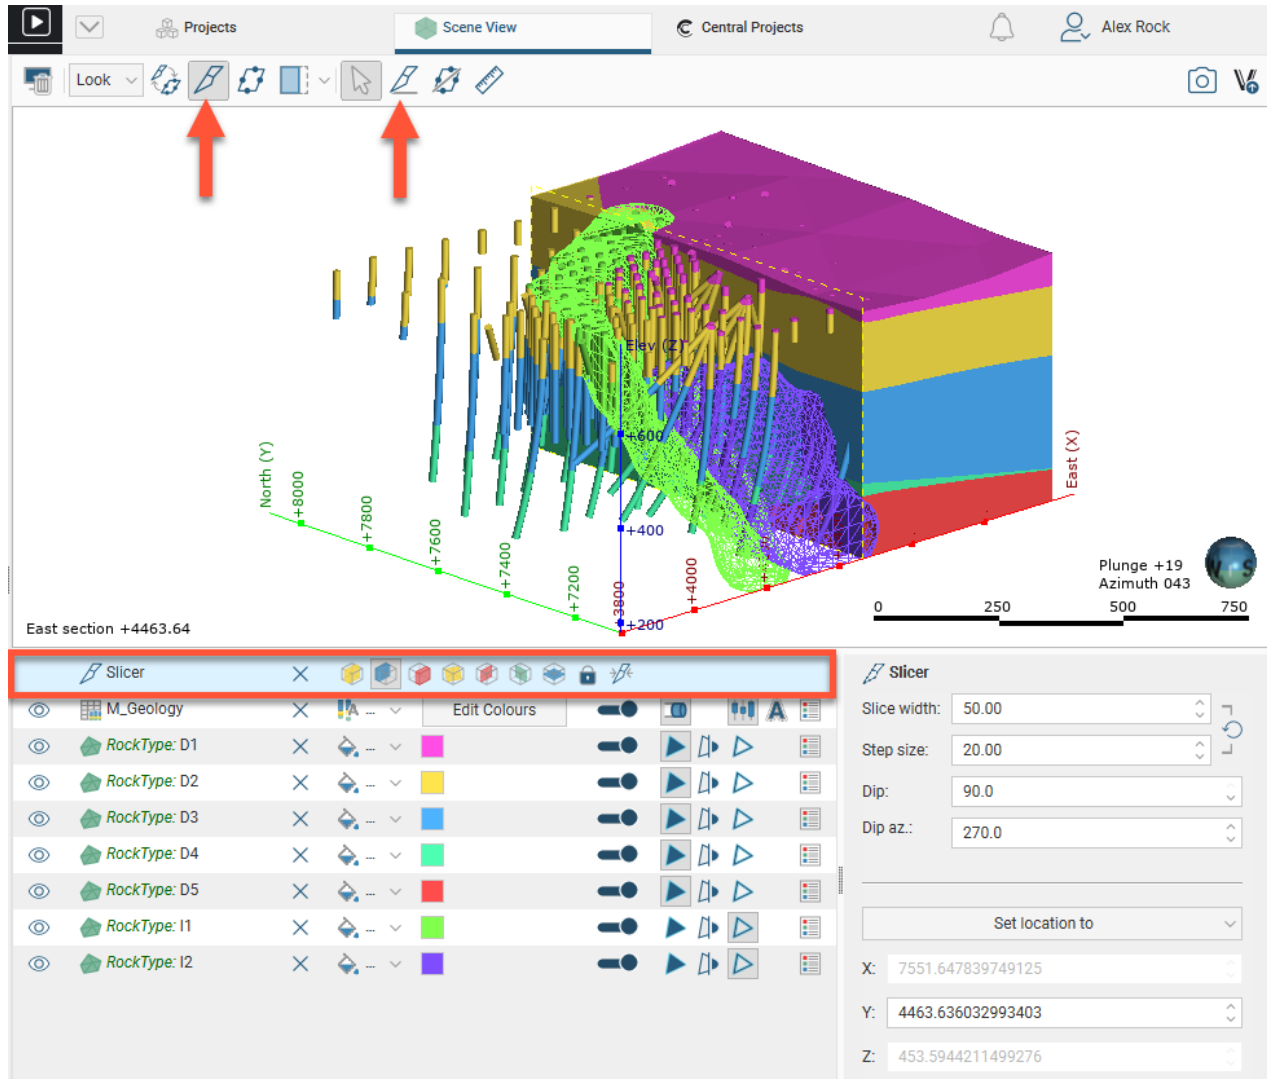 Projects
Scene View
Central Projects
Alex Rock
Look
Elev (Z)
+600
+400
+200
North (Y)
+8000
+7800
+7600
+7400
+7200
3800
+4000
+
East (X)
Plunge +19
Azimuth 043
0 250 500 750
East section +4463.64
Slicer
M_Geology
A ...
Edit Colours
A
RockType: D1
...
RockType: D2
...
RockType: D3
...
RockType: D4
...
RockType: D5
...
RockType: I1
...
RockType: I2
...
Slicer
Slice width: 50.00
Step size: 20.00
Dip: 90.0
Dip az.: 270.0
Set location to
X: 7551.647839749125
Y: 4463.636032993403
Z: 453.5944211499276